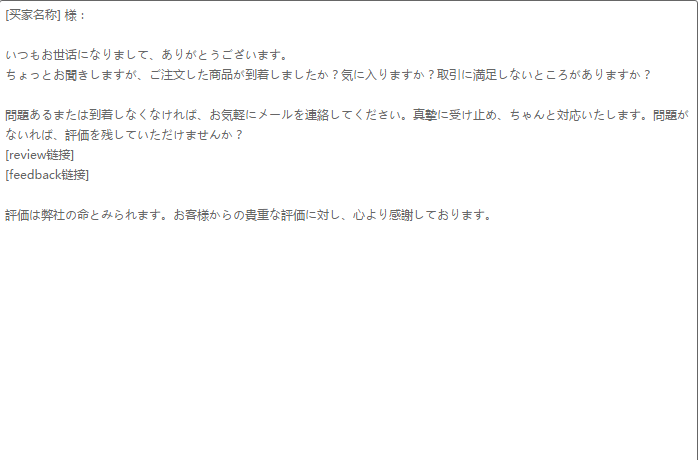 [买家名称] 様：
いつもお世话になりまして、ありがとうございます。
ちょっとお聞きしますが、ご注文した商品が到着しましたか？気に入りますか？取引に満足しないところがありますか？
問題あるまたは到着しなくなければ、お気軽にメールを連絡してください。真摯に受け止め、ちゃんと対応いたします。問題が
ないれば、評価を残していただけませんか？
[review链接]
[feedback链接]
評価は弊社の命とみられます。お客様からの貴重な評価に対し、心より感謝しております。